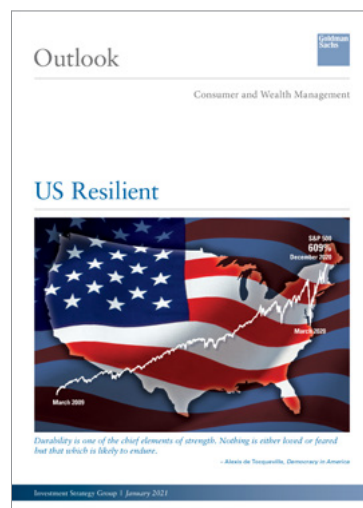 Outlook
Goldman
Sachs
Consumer and Wealth Management
US Resilient
S&P 500
609%
December 2020
March 2020
March 2009
Durability is one of the chief elements of strength. Nothing is either loved or feared
but that which is likely to endure.
– Alexis de Tocqueville, Democracy in America
Investment Strategy Group | January 2021